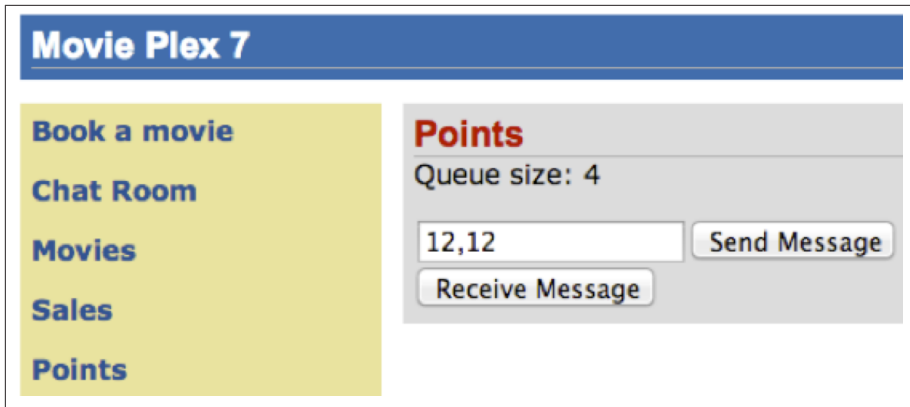 Movie Plex 7
Book a movie
Chat Room
Movies
Sales
Points
Points
Queue size: 4
12,12 Send Message
Receive Message